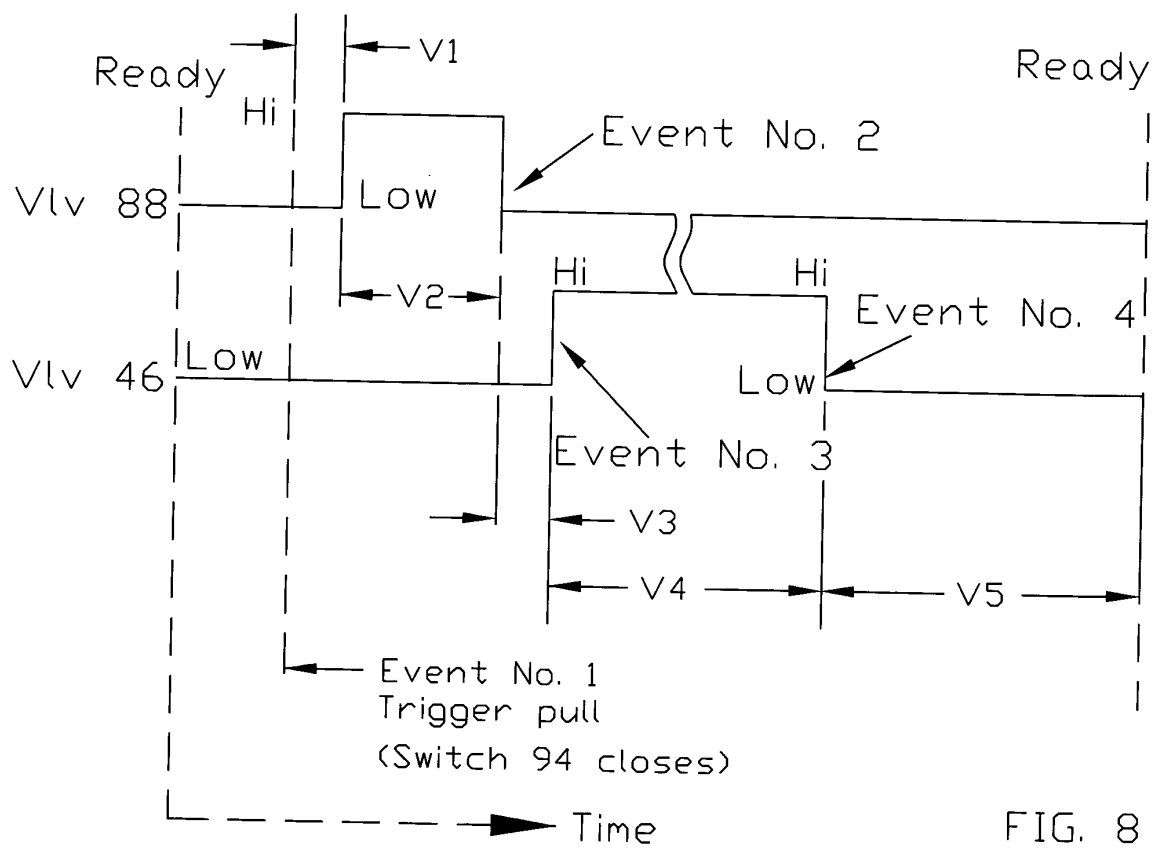 V1
Ready
Ready
Hi
Event No. 2
Vlv 88
Low
Hi
Hi
V2
Event No. 4
Vlv 46
Low
Low
Event No. 3
V3
V4
V5
Event No. 1
Trigger pull
(Switch 94 closes)
Time
FIG. 8